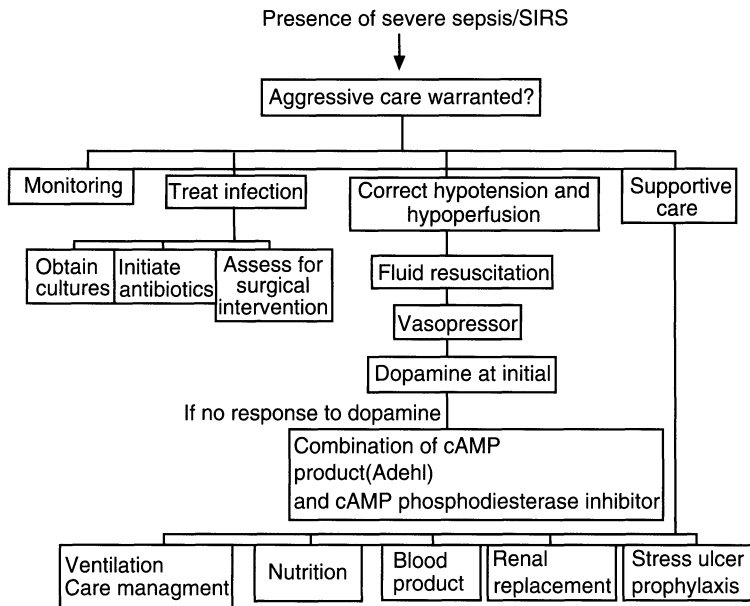 Presence of severe sepsis/SIRS
Aggressive care warranted?
Monitoring
Treat infection
Correct hypotension and
hypoperfusion
Supportive
care
Obtain
cultures
Initiate
antibiotics
Assess for
surgical
intervention
Fluid resuscitation
Vasopressor
Dopamine at initial
If no response to dopamine
Combination of cAMP
product(Adehl)
and cAMP phosphodiesterase inhibitor
Ventilation
Care managment
Nutrition
Blood
product
Renal
replacement
Stress ulcer
prophylaxis